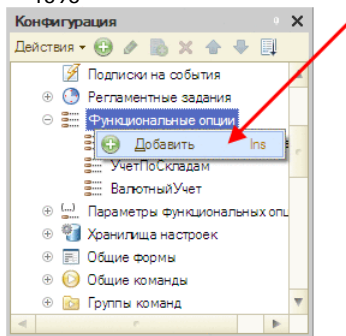 Конфигурация
Действия
Подписки на события
Регламентные задания
Функциональные опции
Добавить Ins
УчетПоСкладам
ВалютныйУчет
Параметры функциональных опц
Хранилища настроек
Общие формы
Общие команды
Группы команд